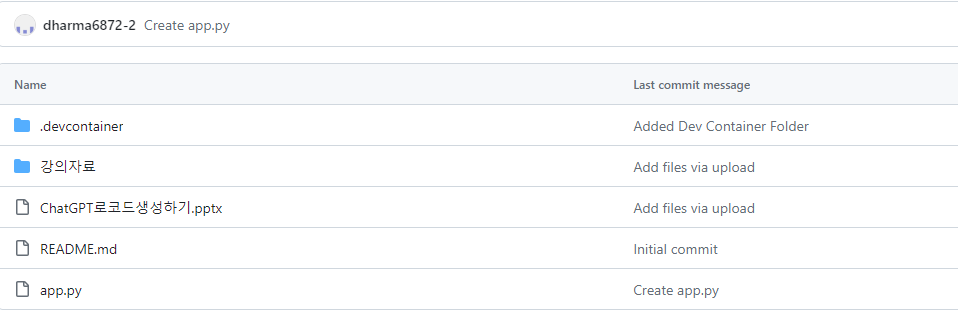 dharma6872-2 Create app.py
Name Last commit message
.devcontainer Added Dev Container Folder
강의자료 Add files via upload
ChatGPT로코드생성하기.pptx Add files via upload
README.md Initial commit
app.py Create app.py